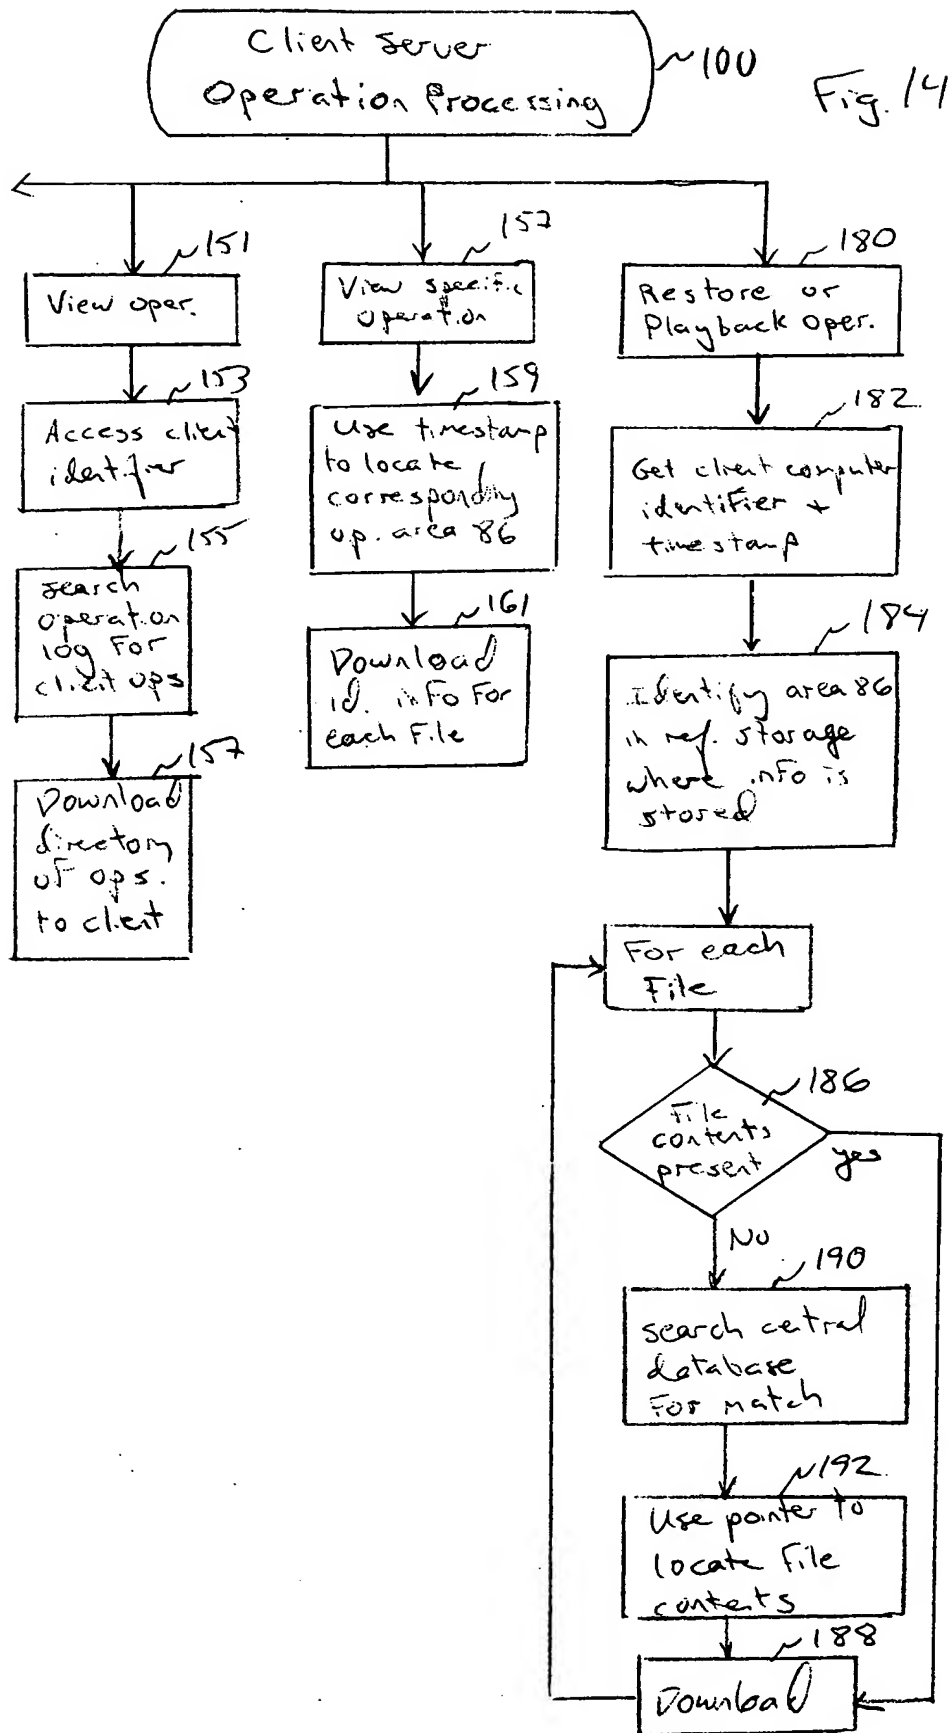 Client Server
Operation Processing
100
Fig. 14
151
View oper.
153
Access client
identifier
155
search
operation
log For
client ops
157
Download
directory
of ops.
to client
157
View specific
operation
159
Use timestamp
to locate
corresponding
op. area 86
161
Download
id. info For
each File
180
Restore or
Playback oper.
182
Get client computer
identifier +
timestamp
184
Identify area 86
in ref. storage
where info is
stored
For each
File
186
File
contents
present
yes
No
190
search central
database
For match
192
Use pointer to
locate File
contents
188
Download